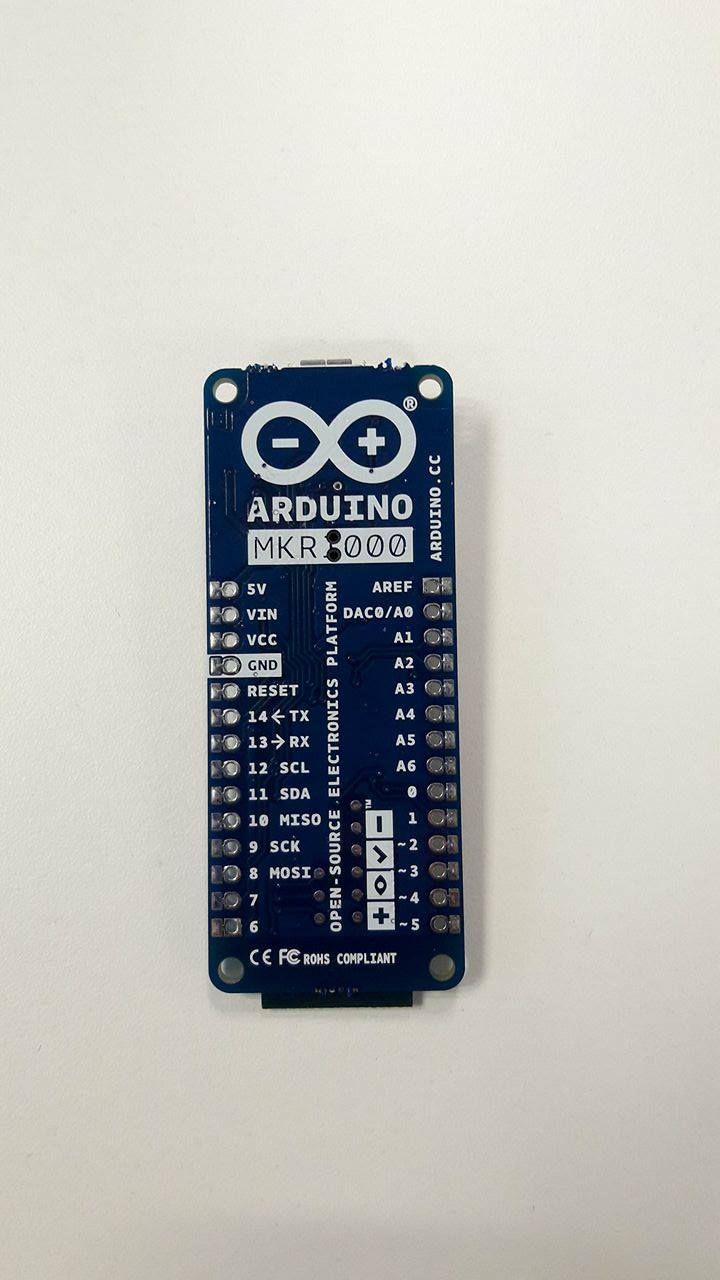 ®
ARDUINO
MKR1000
ARDUINO.CC
5V
VIN
VCC
GND
RESET
14←TX
13→RX
12 SCL
11 SDA
10 MISO
9 SCK
8 MOSI
7
6
OPEN-SOURCE ELECTRONICS PLATFORM
TM
AREF
DAC0/A0
A1
A2
A3
A4
A5
A6
0
1
~2
~3
~4
~5
CE FC ROHS COMPLIANT